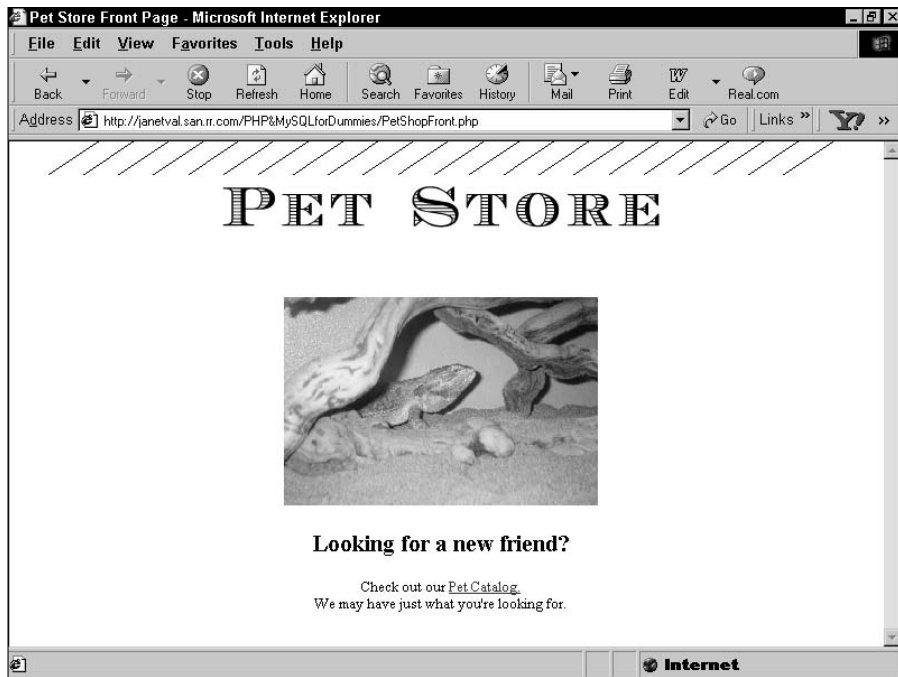 Pet Store Front Page - Microsoft Internet Explorer
File Edit View Favorites Tools Help
Back Forward Stop Refresh Home Search Favorites History Mail Print Edit Real.com
Address http://janetval.san.rr.com/PHP&MySQLforDummies/PetShopFront.php Go Links » Y? »
PET STORE
Looking for a new friend?
Check out our Pet Catalog.
We may have just what you're looking for.
Internet